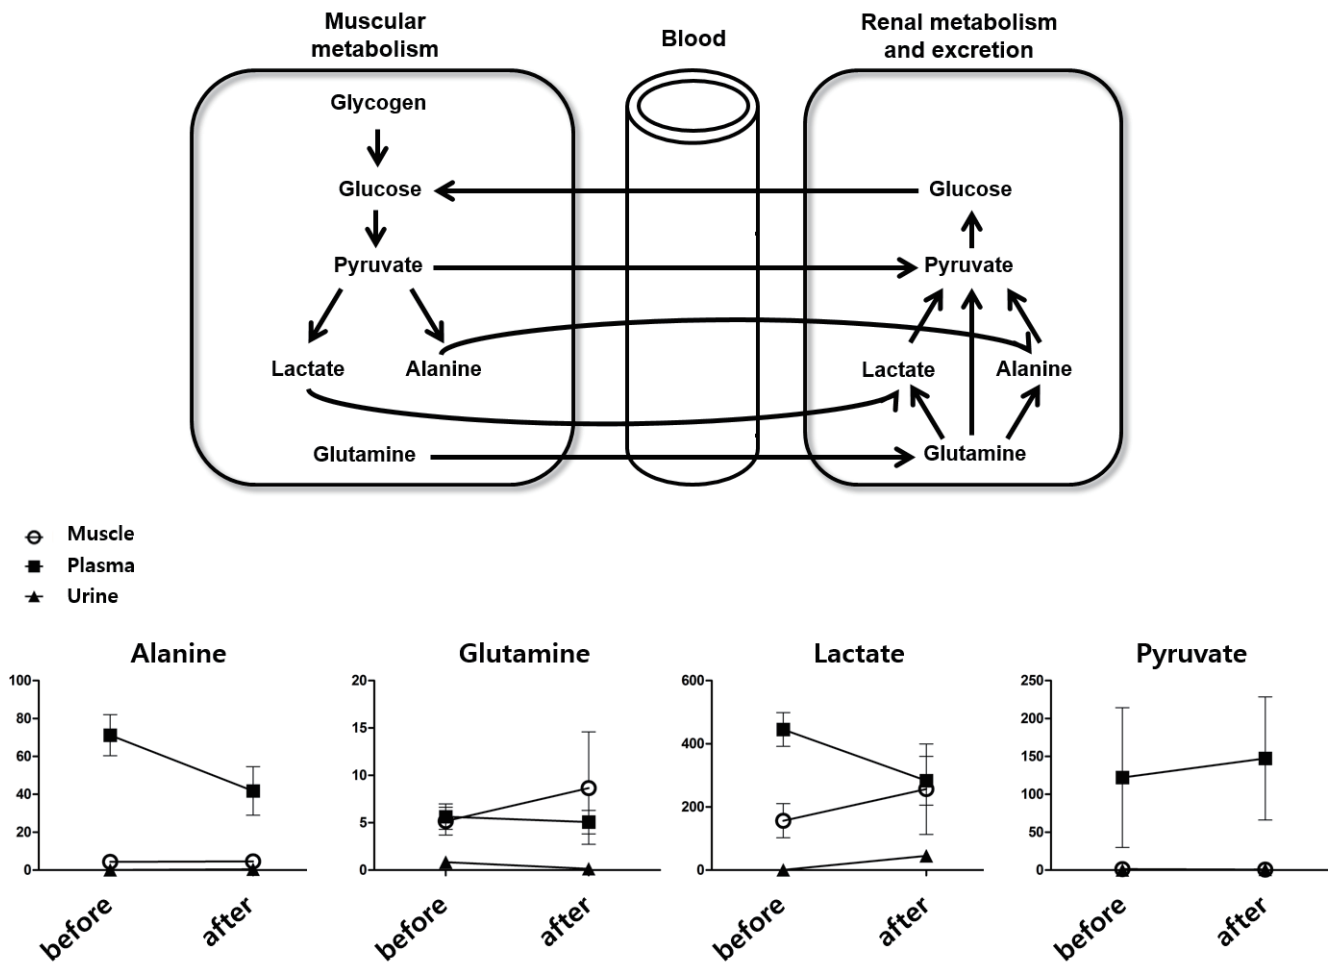 Muscular
metabolism
Blood
Renal metabolism
and excretion
Glycogen
Glucose
Glucose
Pyruvate
Pyruvate
Lactate
Alanine
Lactate
Alanine
Glutamine
Glutamine
Muscle
Plasma
Urine
Alanine
100
80
60
40
20
0
before
after
Glutamine
20
15
10
5
0
before
after
Lactate
600
400
200
0
before
after
Pyruvate
250
200
150
100
50
0
before
after